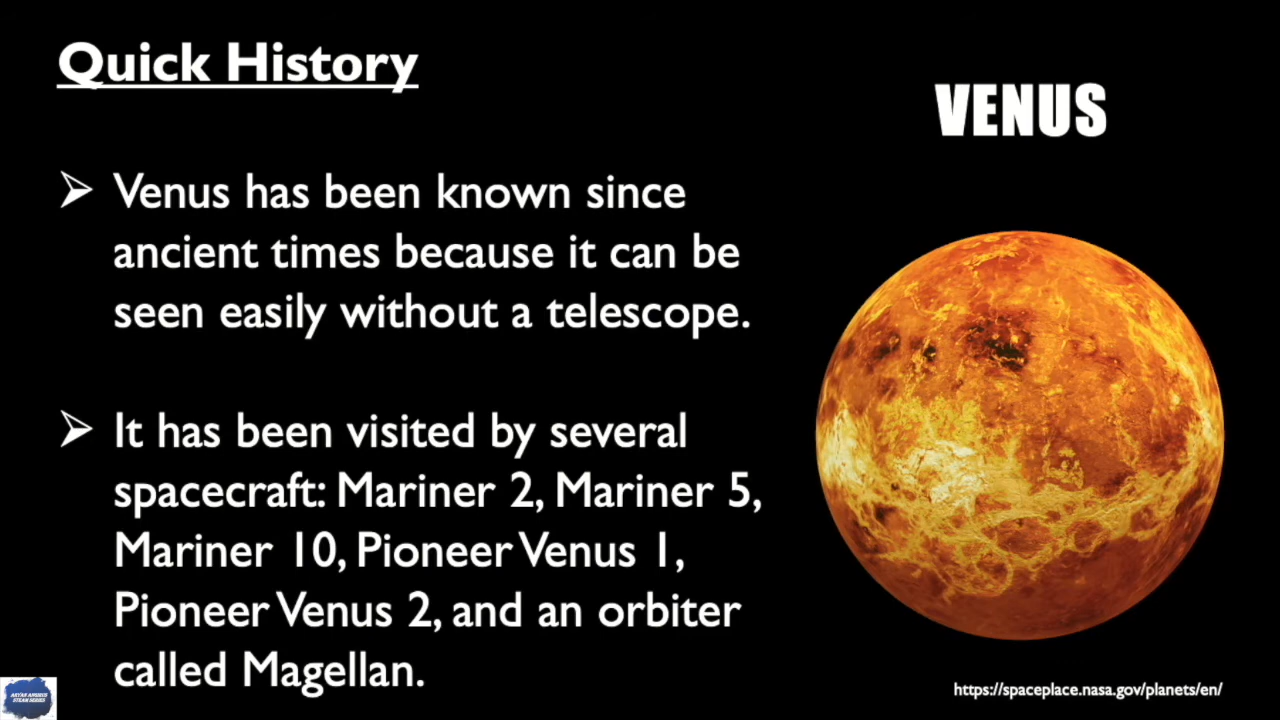 Quick History
VENUS
➢ Venus has been known since
ancient times because it can be
seen easily without a telescope.
➢ It has been visited by several
spacecraft: Mariner 2, Mariner 5,
Mariner 10, Pioneer Venus 1,
Pioneer Venus 2, and an orbiter
called Magellan.
https://spaceplace.nasa.gov/planets/en/